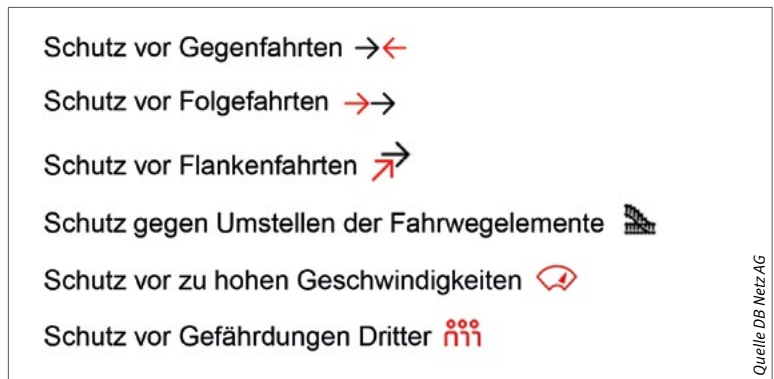 Schutz vor Gegenfahrten
Schutz vor Folgefahrten
Schutz vor Flankenfahrten
Schutz gegen Umstellen der Fahrwegelemente
Schutz vor zu hohen Geschwindigkeiten
Schutz vor Gefährdungen Dritter
Quelle DB Netz AG